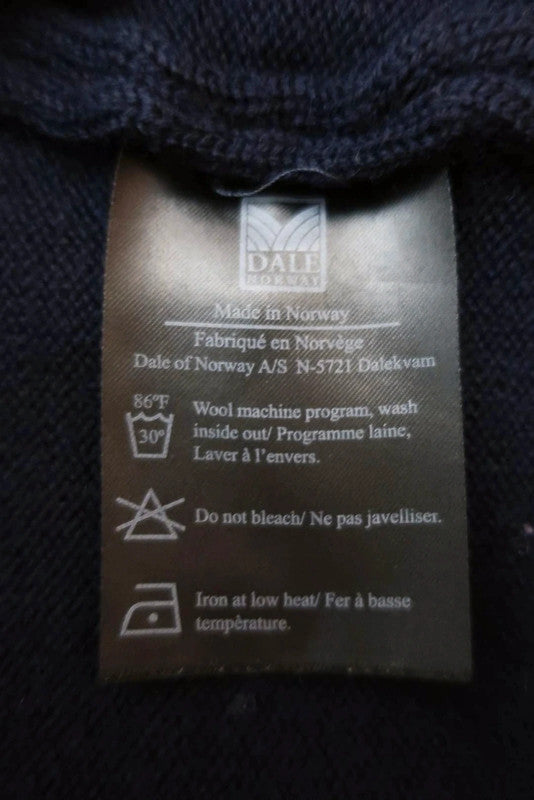 DALE
NORWAY
Made in Norway
Fabriqué en Norvège
Dale of Norway A/S N-5721 Dalekvam
86°F
30°
Wool machine program, wash
inside out/ Programme laine,
Laver à l'envers.
Do not bleach/ Ne pas javelliser.
Iron at low heat/ Fer à basse
tempèrature.